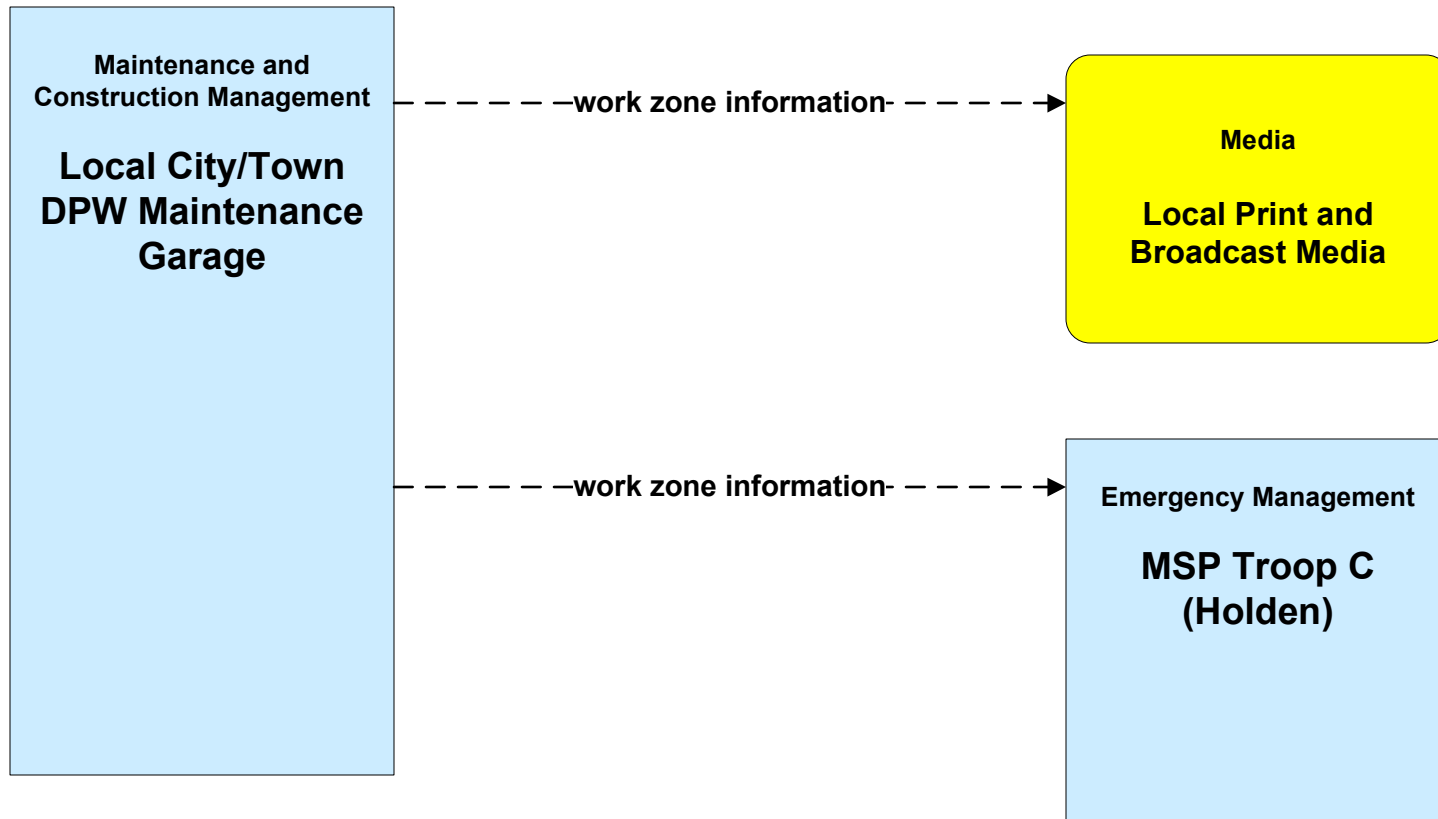 Maintenance and
Construction Management
Local City/Town
DPW Maintenance
Garage
work zone information
Media
Local Print and
Broadcast Media
work zone information
Emergency Management
MSP Troop C
(Holden)